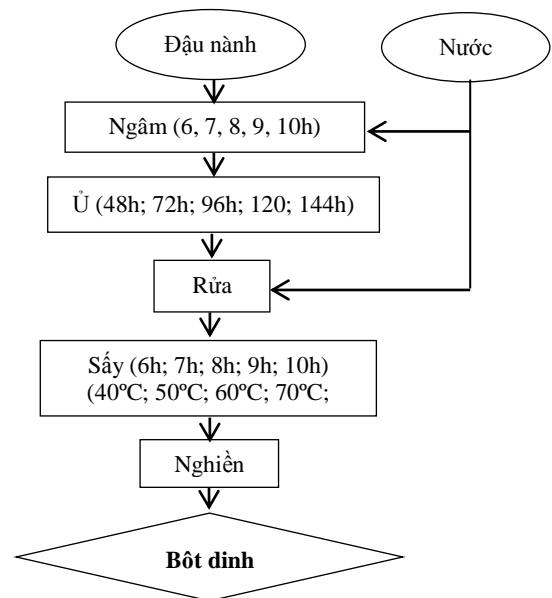 Đậu nành
Nước
Ngâm (6, 7, 8, 9, 10h)
Ủ (48h; 72h; 96h; 120; 144h)
Rửa
Sấy (6h; 7h; 8h; 9h; 10h)
(40ºC; 50ºC; 60ºC; 70ºC;
Nghiền
Bôt dinh